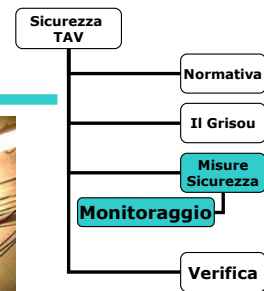 Sicurezza
TAV
Normativa
Il Grisou
Misure
Sicurezza
Monitoraggio
Verifica